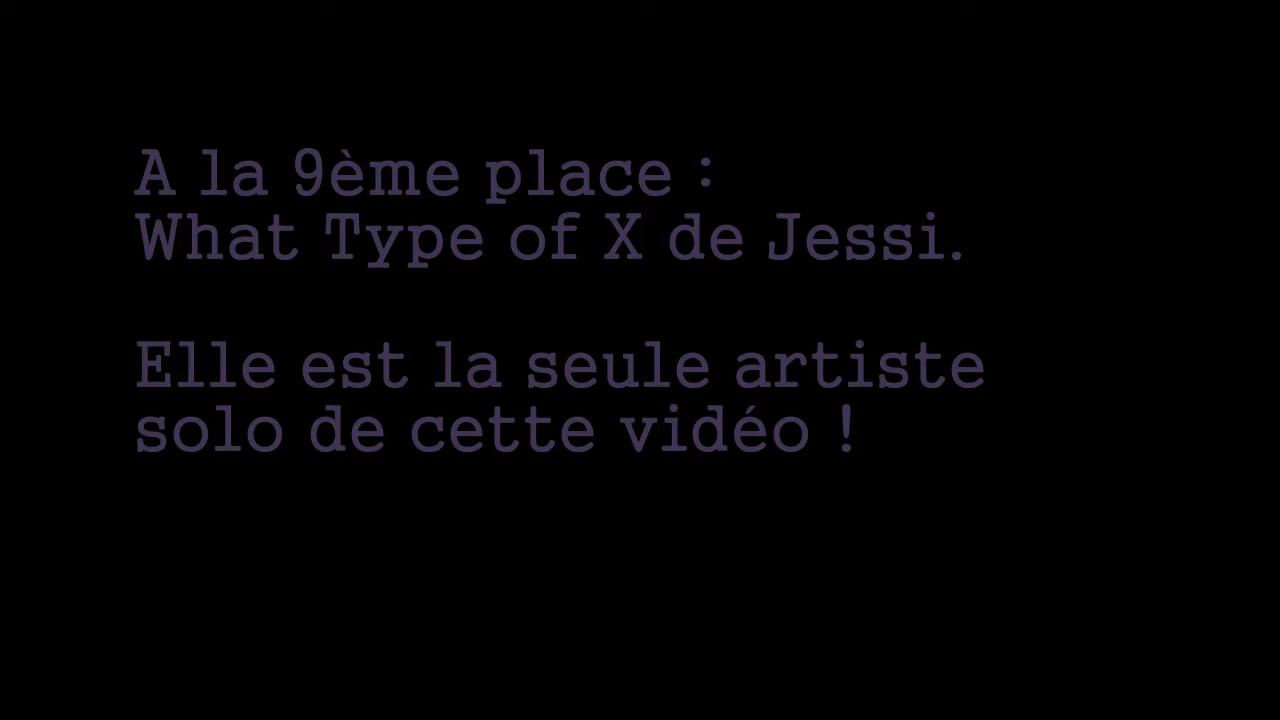 A la 9ème place :
What Type of X de Jessi.
Elle est la seule artiste
solo de cette vidéo !